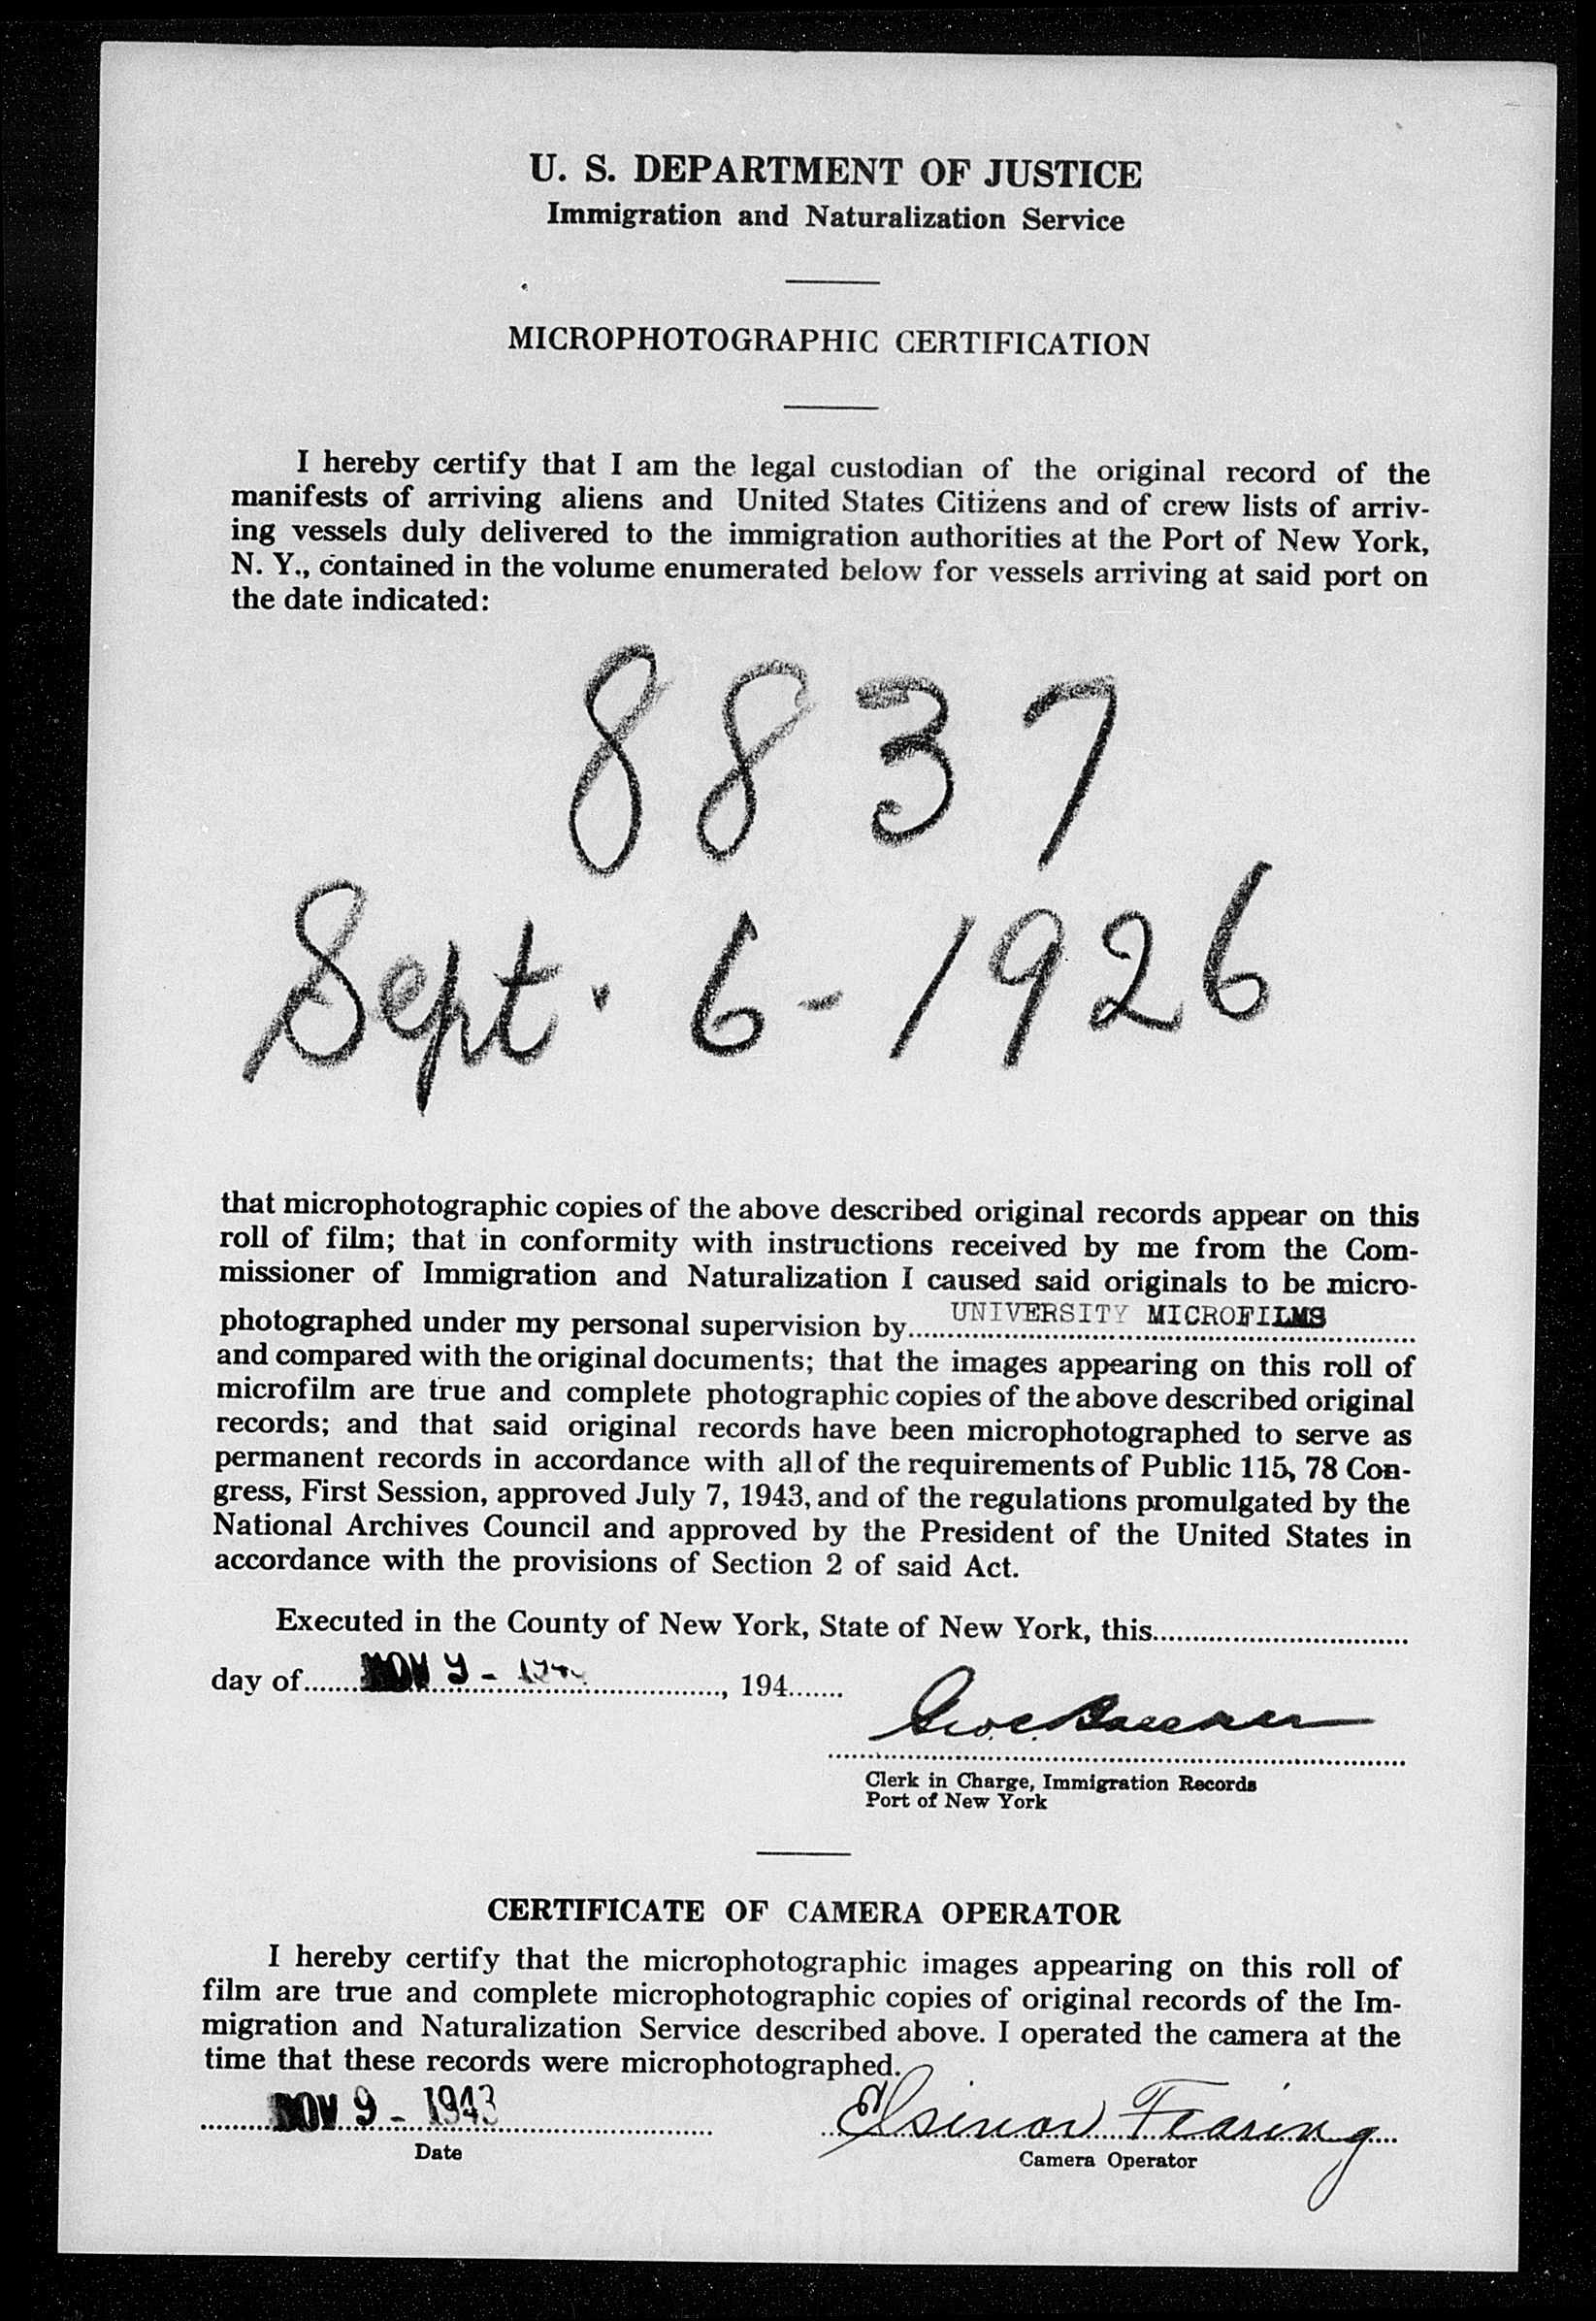 U. S. DEPARTMENT OF JUSTICE
Immigration and Naturalization Service
MICROPHOTOGRAPHIC CERTIFICATION
I hereby certify that I am the legal custodian of the original record of the
manifests of arriving aliens and United States Citizens and of crew lists of arriv-
ing vessels duly delivered to the immigration authorities at the Port of New York,
N. Y., contained in the volume enumerated below for vessels arriving at said port on
the date indicated:
8837
Sept. 6-1926
that microphotographic copies of the above described original records appear on this
roll of film; that in conformity with instructions received by me from the Com-
missioner of Immigration and Naturalization I caused said originals to be micro-
photographed under my personal supervision by UNIVERSITY MICROFILMS
and compared with the original documents; that the images appearing on this roll of
microfilm are true and complete photographic copies of the above described original
records; and that said original records have been microphotographed to serve as
permanent records in accordance with all of the requirements of Public 115, 78 Con-
gress, First Session, approved July 7, 1943, and of the regulations promulgated by the
National Archives Council and approved by the President of the United States in
accordance with the provisions of Section 2 of said Act.
Executed in the County of New York, State of New York, this
day of NOV 9 - , 194
Clerk in Charge, Immigration Records
Port of New York
CERTIFICATE OF CAMERA OPERATOR
I hereby certify that the microphotographic images appearing on this roll of
film are true and complete microphotographic copies of original records of the Im-
migration and Naturalization Service described above. I operated the camera at the
time that these records were microphotographed.
NOV 9 - 1943 Elsinor Fearing
Date
Camera Operator